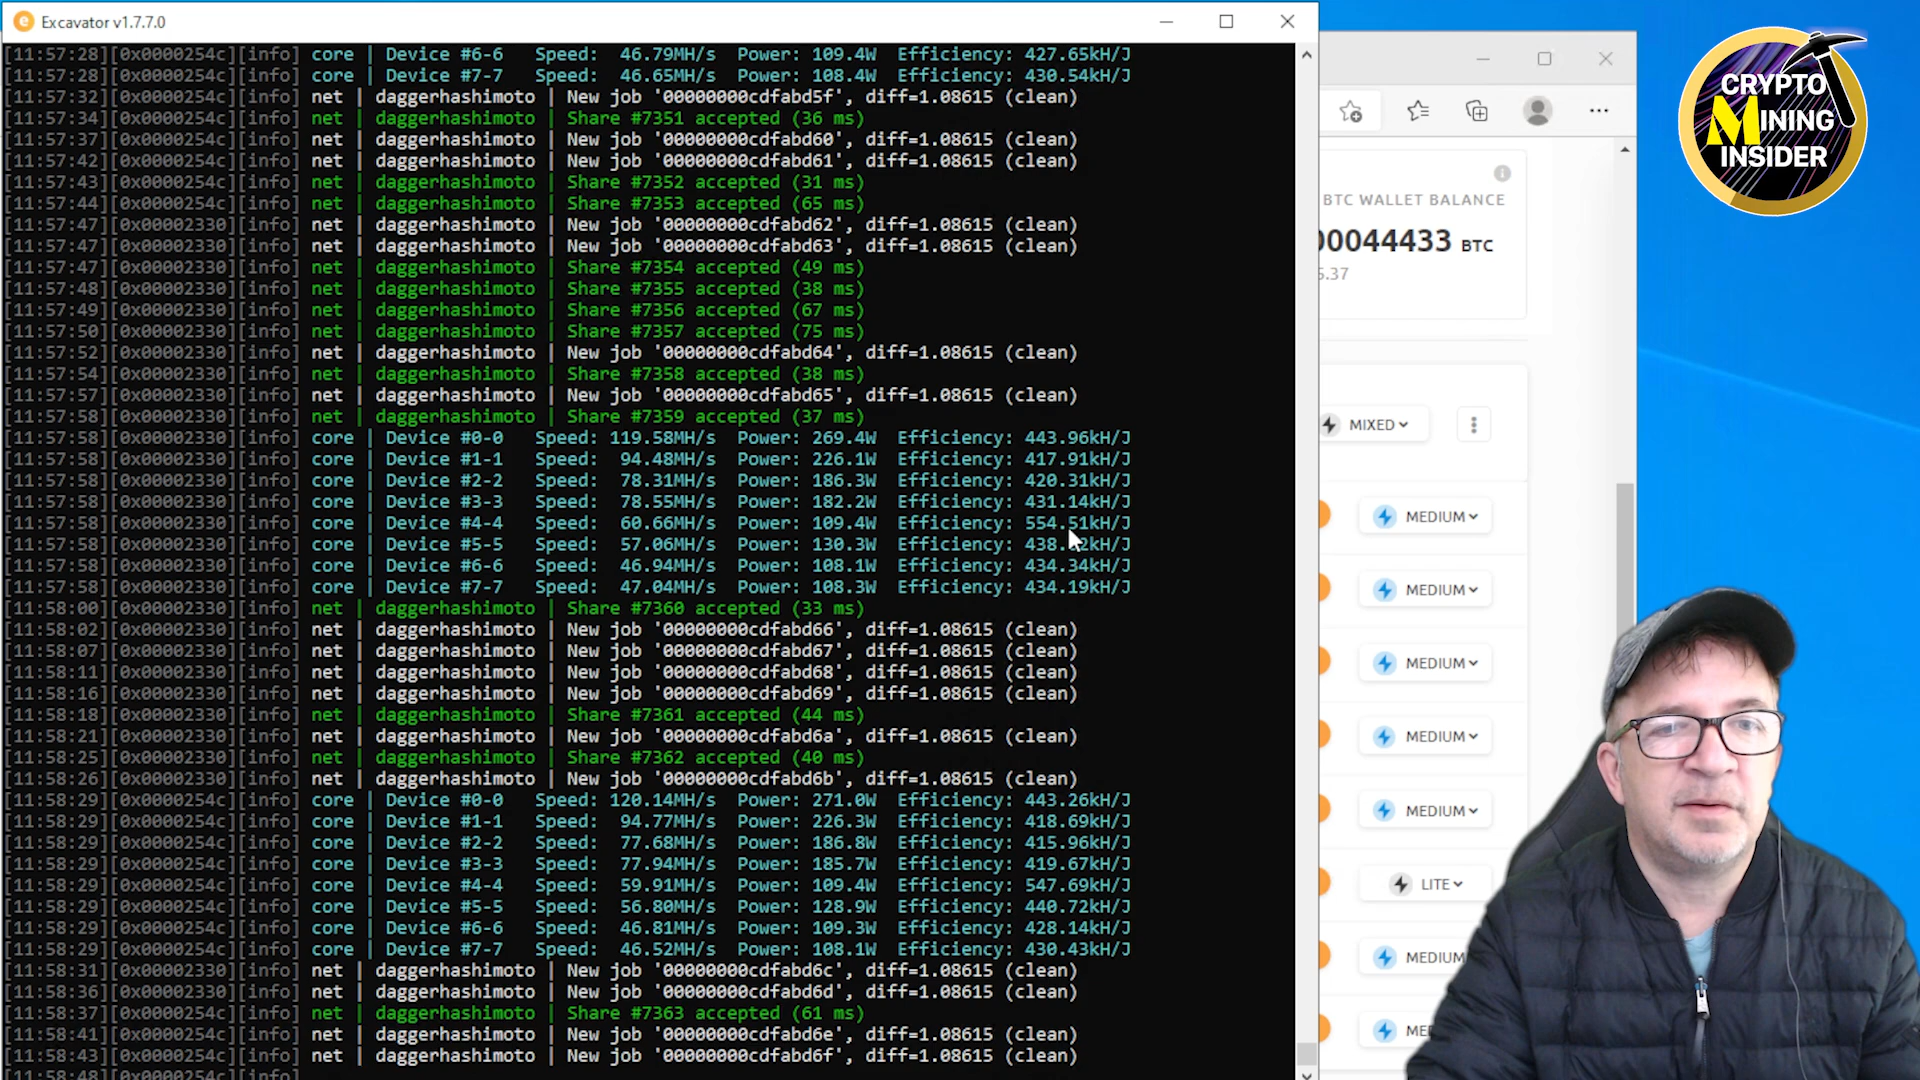 Excavator v1.7.7.0
[11:57:28][0x0000254c][info] core | Device #6-6 Speed: 46.79MH/s Power: 109.4W Efficiency: 427.65kH/J
[11:57:28][0x0000254c][info] core | Device #7-7 Speed: 46.65MH/s Power: 108.4W Efficiency: 430.54kH/J
[11:57:32][0x0000254c][info] net | daggerhashimoto | New job '00000000cdfabd5f', diff=1.08615 (clean)
[11:57:34][0x0000254c][info] net | daggerhashimoto | Share #7351 accepted (36 ms)
[11:57:37][0x0000254c][info] net | daggerhashimoto | New job '00000000cdfabd60', diff=1.08615 (clean)
[11:57:42][0x0000254c][info] net | daggerhashimoto | New job '00000000cdfabd61', diff=1.08615 (clean)
[11:57:43][0x0000254c][info] net | daggerhashimoto | Share #7352 accepted (31 ms)
[11:57:44][0x0000254c][info] net | daggerhashimoto | Share #7353 accepted (65 ms)
[11:57:47][0x00002330][info] net | daggerhashimoto | New job '00000000cdfabd62', diff=1.08615 (clean)
[11:57:47][0x00002330][info] net | daggerhashimoto | New job '00000000cdfabd63', diff=1.08615 (clean)
[11:57:47][0x00002330][info] net | daggerhashimoto | Share #7354 accepted (49 ms)
[11:57:48][0x00002330][info] net | daggerhashimoto | Share #7355 accepted (38 ms)
[11:57:49][0x00002330][info] net | daggerhashimoto | Share #7356 accepted (67 ms)
[11:57:50][0x00002330][info] net | daggerhashimoto | Share #7357 accepted (75 ms)
[11:57:52][0x00002330][info] net | daggerhashimoto | New job '00000000cdfabd64', diff=1.08615 (clean)
[11:57:54][0x00002330][info] net | daggerhashimoto | Share #7358 accepted (38 ms)
[11:57:57][0x00002330][info] net | daggerhashimoto | New job '00000000cdfabd65', diff=1.08615 (clean)
[11:57:58][0x00002330][info] net | daggerhashimoto | Share #7359 accepted (37 ms)
[11:57:58][0x00002330][info] core | Device #0-0 Speed: 119.58MH/s Power: 269.4W Efficiency: 443.96kH/J
[11:57:58][0x00002330][info] core | Device #1-1 Speed: 94.48MH/s Power: 226.1W Efficiency: 417.91kH/J
[11:57:58][0x00002330][info] core | Device #2-2 Speed: 78.31MH/s Power: 186.3W Efficiency: 420.31kH/J
[11:57:58][0x00002330][info] core | Device #3-3 Speed: 78.55MH/s Power: 182.2W Efficiency: 431.14kH/J
[11:57:58][0x00002330][info] core | Device #4-4 Speed: 60.66MH/s Power: 109.4W Efficiency: 554.51kH/J
[11:57:58][0x00002330][info] core | Device #5-5 Speed: 57.06MH/s Power: 130.3W Efficiency:
[11:57:58][0x00002330][info] core | Device #6-6 Speed: 46.94MH/s Power: 108.1W Efficiency: 434.34kH/J
[11:57:58][0x00002330][info] core | Device #7-7 Speed: 47.04MH/s Power: 108.3W Efficiency: 434.19kH/J
[11:58:00][0x00002330][info] net | daggerhashimoto | Share #7360 accepted (33 ms)
[11:58:02][0x00002330][info] net | daggerhashimoto | New job '00000000cdfabd66', diff=1.08615 (clean)
[11:58:07][0x00002330][info] net | daggerhashimoto | New job '00000000cdfabd67', diff=1.08615 (clean)
[11:58:11][0x00002330][info] net | daggerhashimoto | New job '00000000cdfabd68', diff=1.08615 (clean)
[11:58:16][0x00002330][info] net | daggerhashimoto | New job '00000000cdfabd69', diff=1.08615 (clean)
[11:58:18][0x00002330][info] net | daggerhashimoto | Share #7361 accepted (44 ms)
[11:58:21][0x00002330][info] net | daggerhashimoto | New job '00000000cdfabd6a', diff=1.08615 (clean)
[11:58:25][0x00002330][info] net | daggerhashimoto | Share #7362 accepted (40 ms)
[11:58:26][0x00002330][info] net | daggerhashimoto | New job '00000000cdfabd6b', diff=1.08615 (clean)
[11:58:29][0x0000254c][info] core | Device #0-0 Speed: 120.14MH/s Power: 271.0W Efficiency: 443.26kH/J
[11:58:29][0x0000254c][info] core | Device #1-1 Speed: 94.77MH/s Power: 226.3W Efficiency: 418.69kH/J
[11:58:29][0x0000254c][info] core | Device #2-2 Speed: 77.68MH/s Power: 186.8W Efficiency: 415.96kH/J
[11:58:29][0x0000254c][info] core | Device #3-3 Speed: 77.94MH/s Power: 185.7W Efficiency: 419.67kH/J
[11:58:29][0x0000254c][info] core | Device #4-4 Speed: 59.91MH/s Power: 109.4W Efficiency: 547.69kH/J
[11:58:29][0x0000254c][info] core | Device #5-5 Speed: 56.80MH/s Power: 128.9W Efficiency: 440.72kH/J
[11:58:29][0x0000254c][info] core | Device #6-6 Speed: 46.81MH/s Power: 109.3W Efficiency: 428.14kH/J
[11:58:29][0x0000254c][info] core | Device #7-7 Speed: 46.52MH/s Power: 108.1W Efficiency: 430.43kH/J
[11:58:31][0x00002330][info] net | daggerhashimoto | New job '00000000cdfabd6c', diff=1.08615 (clean)
[11:58:36][0x00002330][info] net | daggerhashimoto | New job '00000000cdfabd6d', diff=1.08615 (clean)
[11:58:37][0x0000254c][info] net | daggerhashimoto | Share #7363 accepted (61 ms)
[11:58:41][0x0000254c][info] net | daggerhashimoto | New job '00000000cdfabd6e', diff=1.08615 (clean)
[11:58:43][0x0000254c][info] net | daggerhashimoto | New job '00000000cdfabd6f', diff=1.08615 (clean)
[11:58:48][0x0000254c][info]
BTC WALLET BALANCE
00044433 BTC
5.37
MIXED
MEDIUM
MEDIUM
MEDIUM
MEDIUM
MEDIUM
LITE
MEDIUM
CRYPTO
MINING
INSIDER